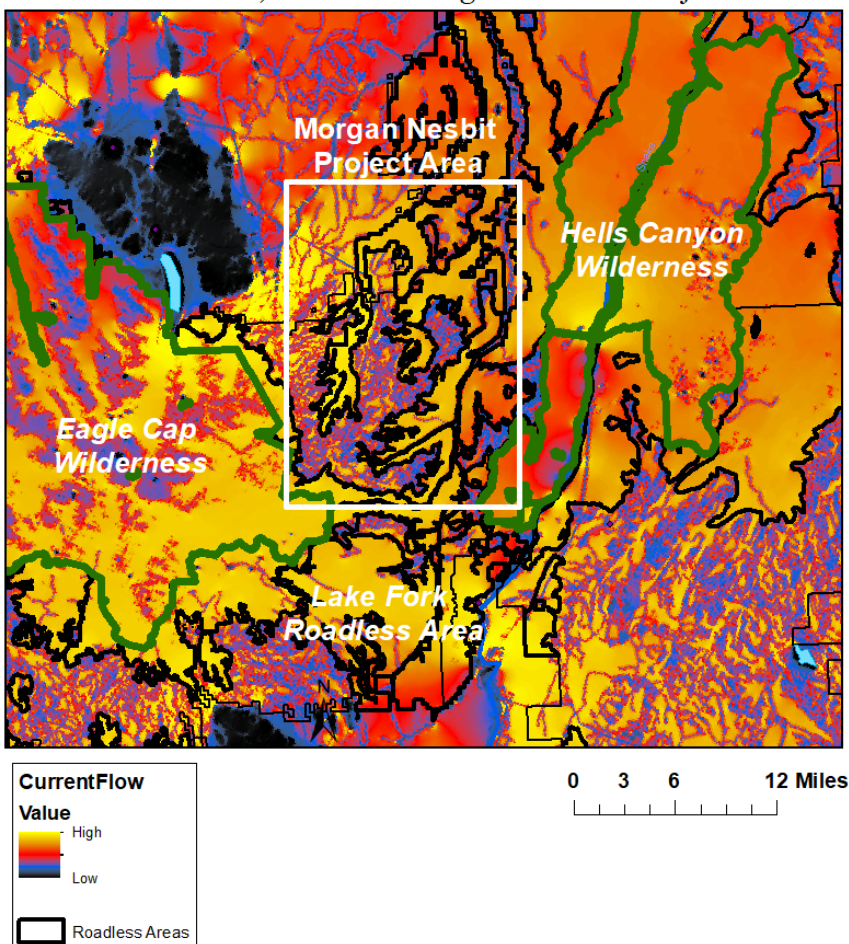 Morgan Nesbit
Project Area
Hells Canyon
Wilderness
Eagle Cap
Wilderness
Lake Fork
Roadless Area
N
CurrentFlow
Value
High
Low
Roadless Areas
0 3 6 12 Miles